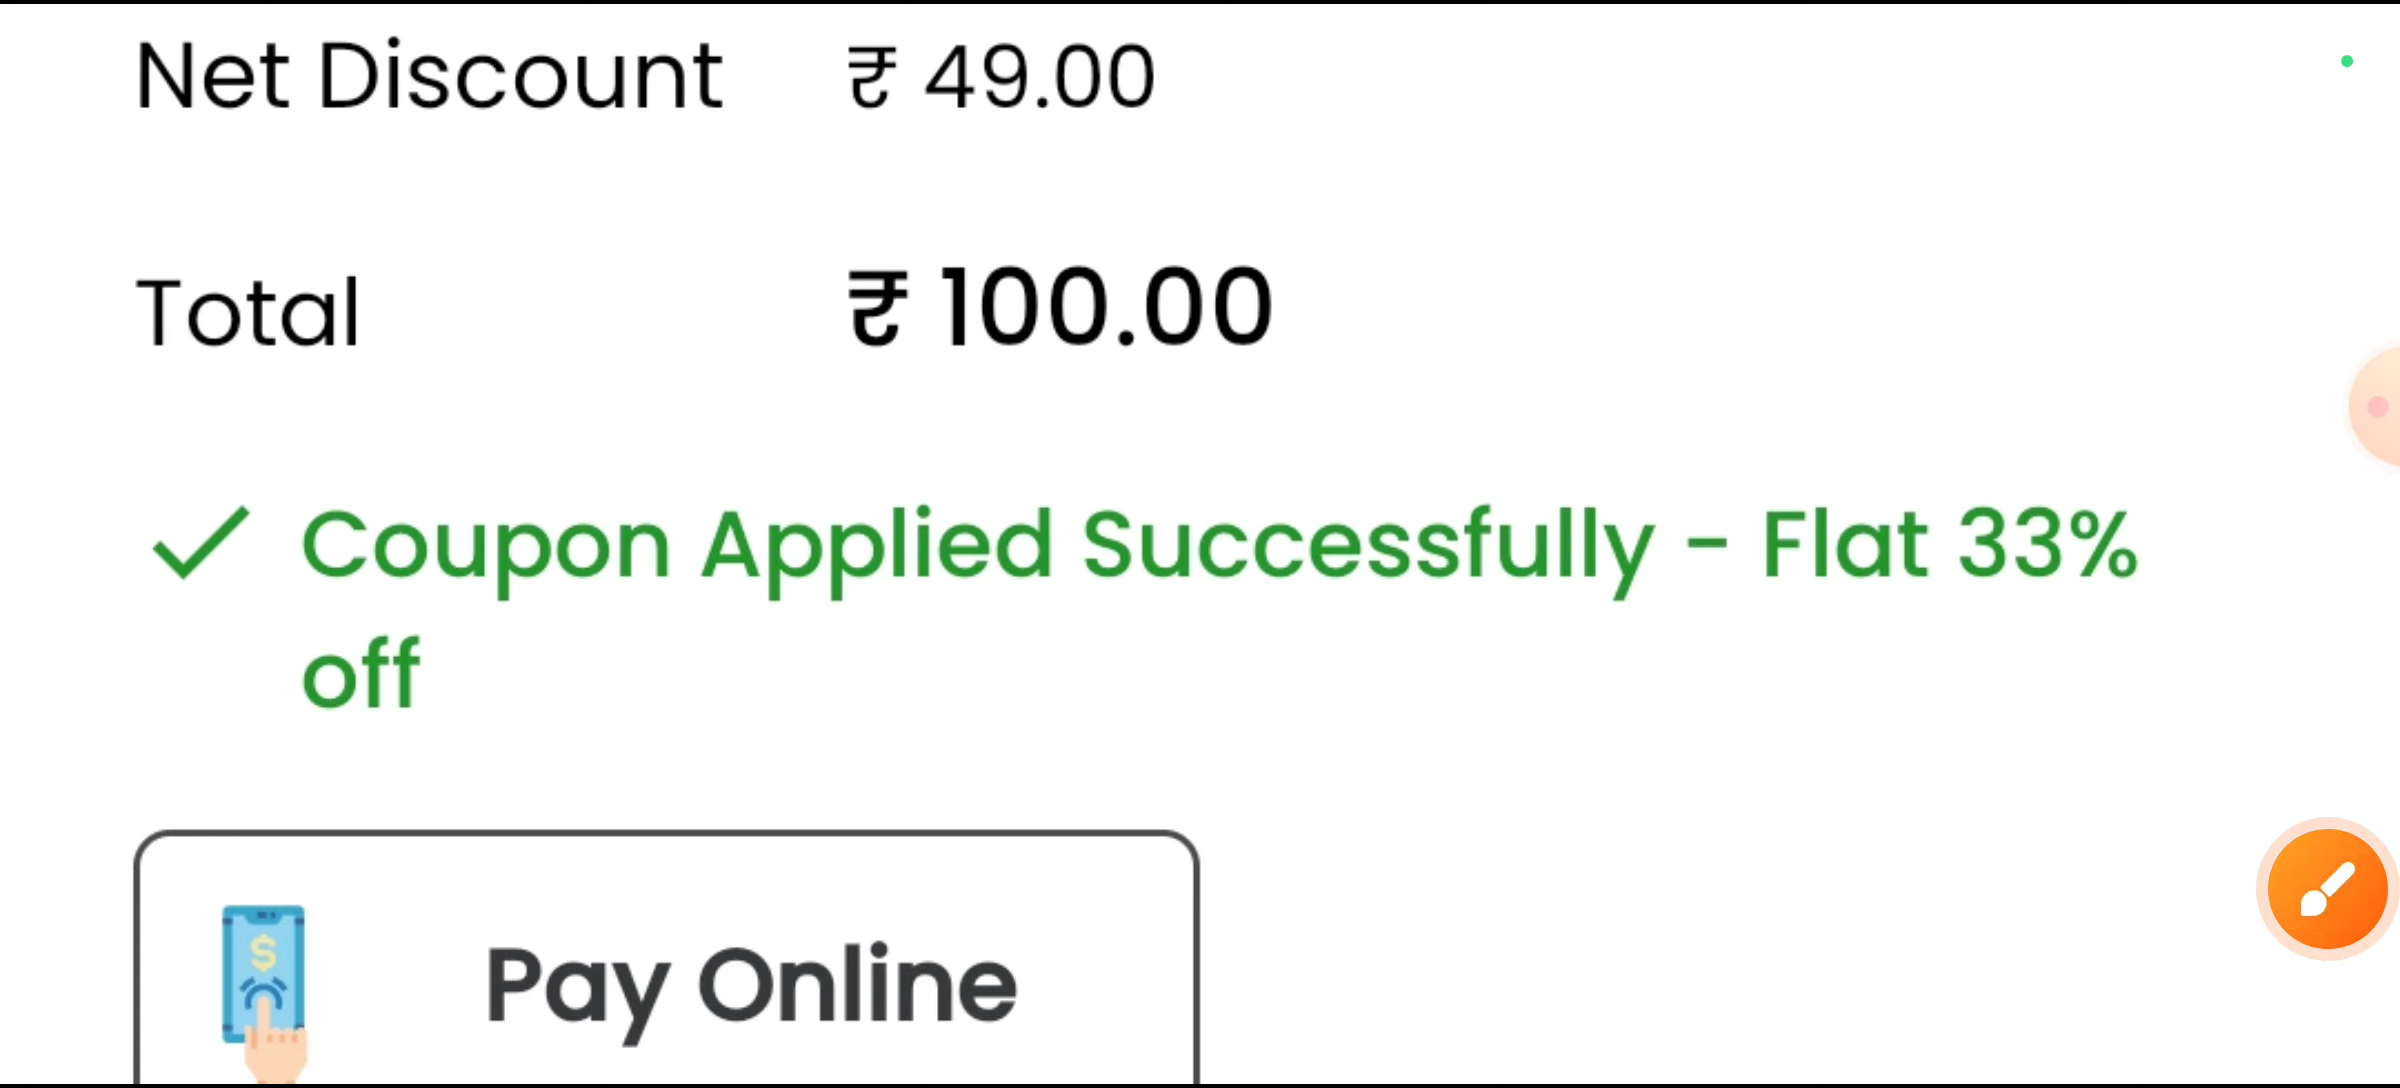 Net Discount ₹ 49.00
Total ₹ 100.00
Coupon Applied Successfully - Flat 33%
off
$
Pay Online